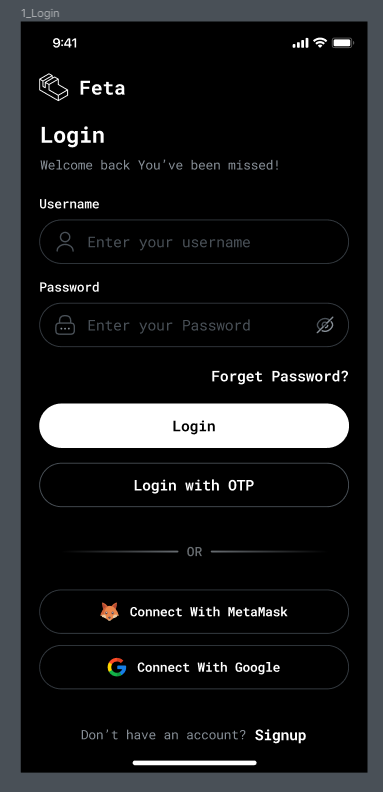 1_Login
9:41
Feta
Login
Welcome back You've been missed!
Username
Enter your username
Password
Enter your Password
Forget Password?
Login
Login with OTP
OR
Connect With MetaMask
Connect With Google
Don't have an account? Signup